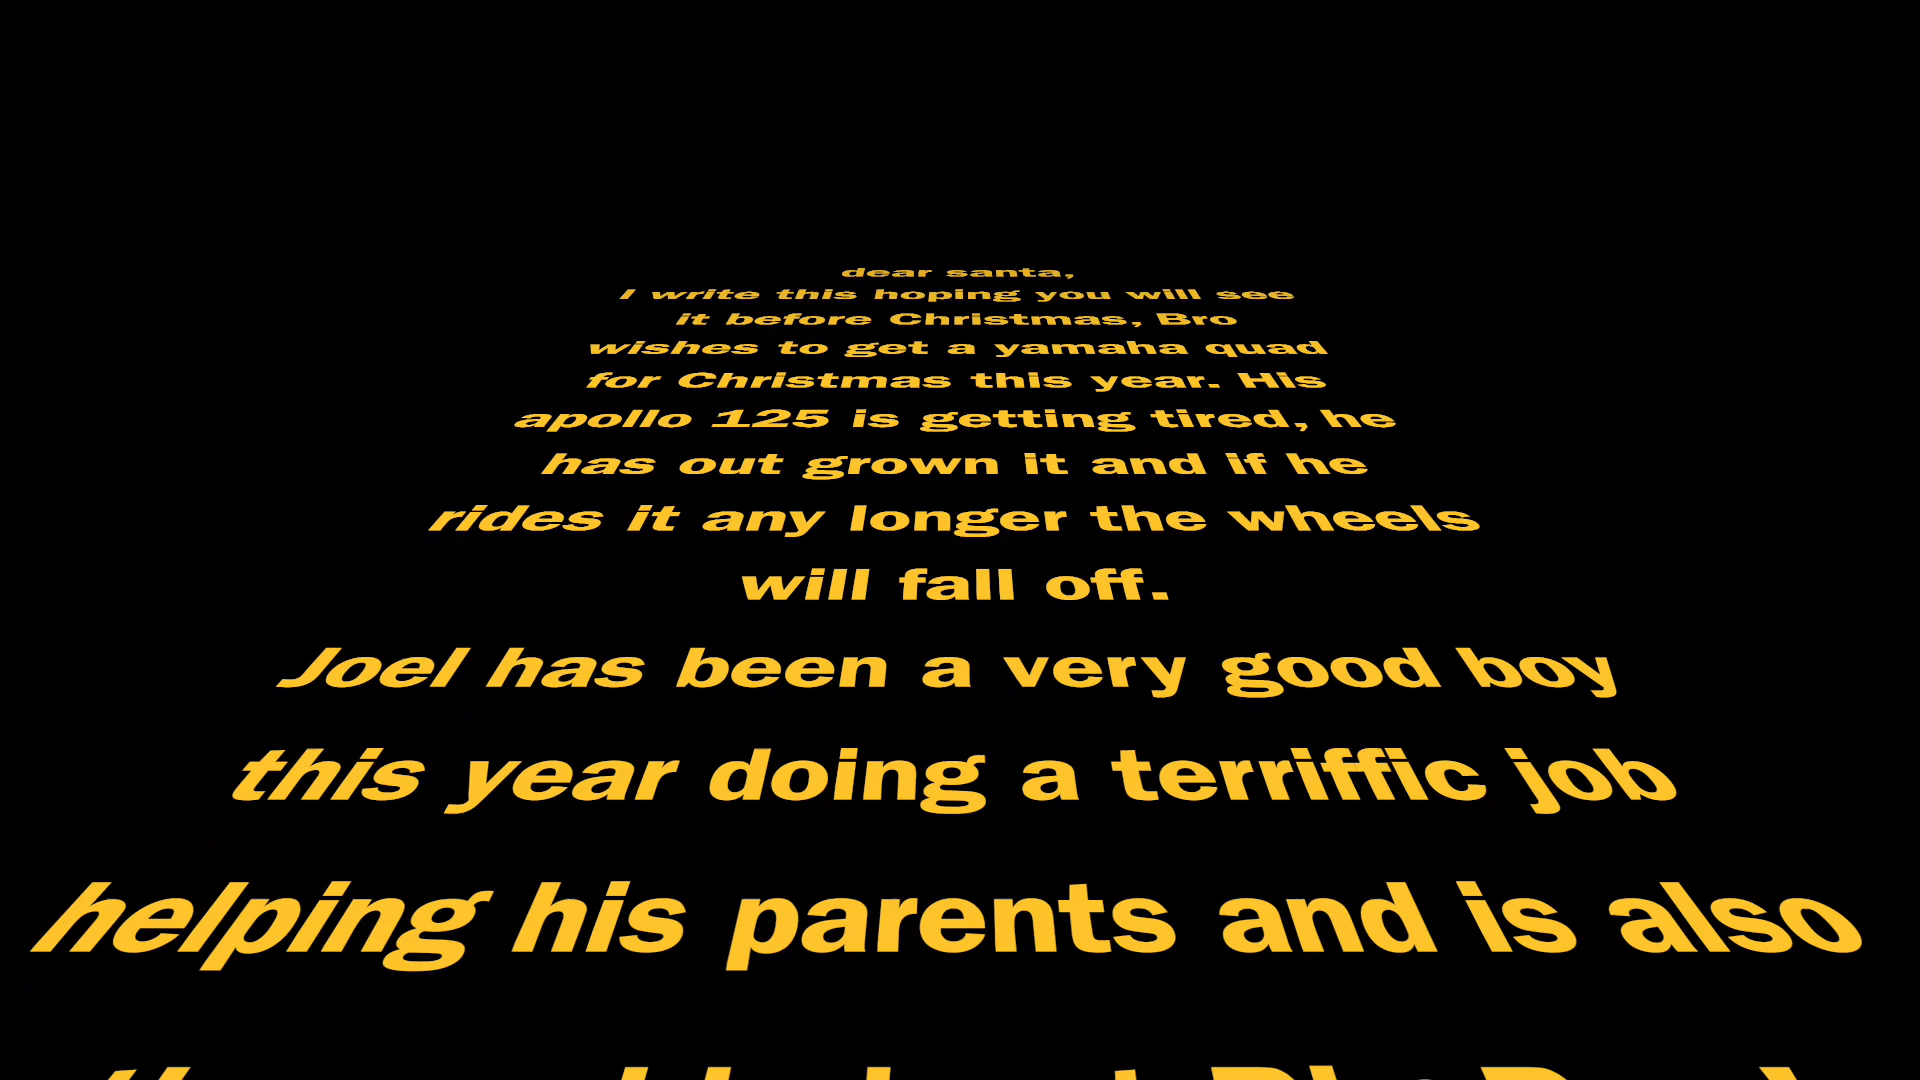 dear santa,
I write this hoping you will see
it before Christmas, Bro
wishes to get a yamaha quad
for Christmas this year. His
apollo 125 is getting tired, he
has out grown it and if he
rides it any longer the wheels
will fall off.
Joel has been a very good boy
this year doing a terriffic job
helping his parents and is also